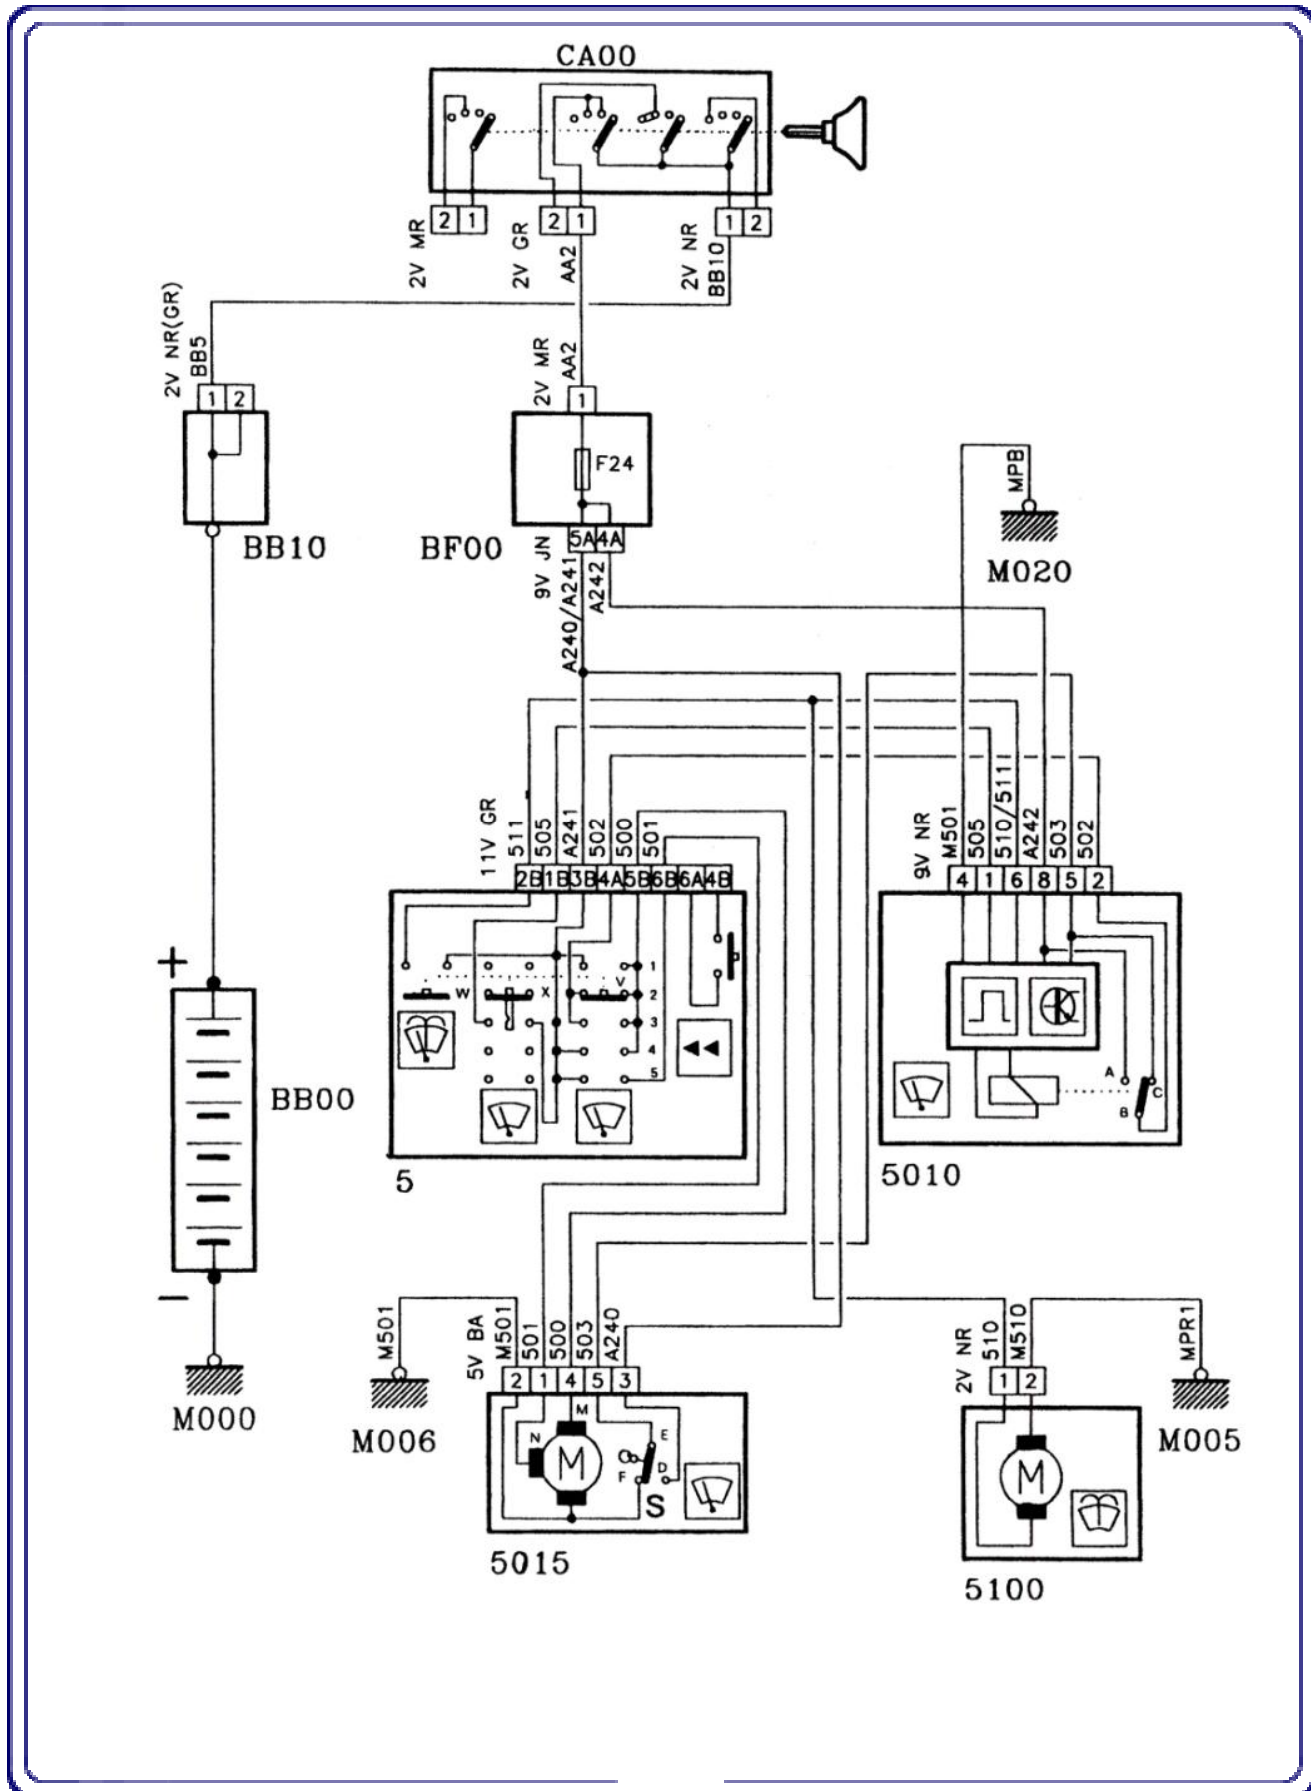 CA00
2 1
2 1
1 2
2V MR
2V GR
AA2
2V NR
BB10
2V NR(GR)
BB5
2V MR
AA2
1 2
1
F24
MPB
BB10
BF00
5A 4A
9V JN
A240/A241
A242
M020
11V GR
511
505
A241
502
500
501
9V NR
M501
505
510/511
A242
503
502
2B 1B 3B 4A 5B 6B 6A 4B
4 1 6 8 5 2
+
W X V
1
2
3
4
5
A
B
C
BB00
5
5010
−
M501
5V BA
M501
501
500
503
A240
2V NR
510
M510
MPR1
2 1 4 5 3
1 2
M000
M006
M005
M
N
M
E
D
F
S
M
5015
5100